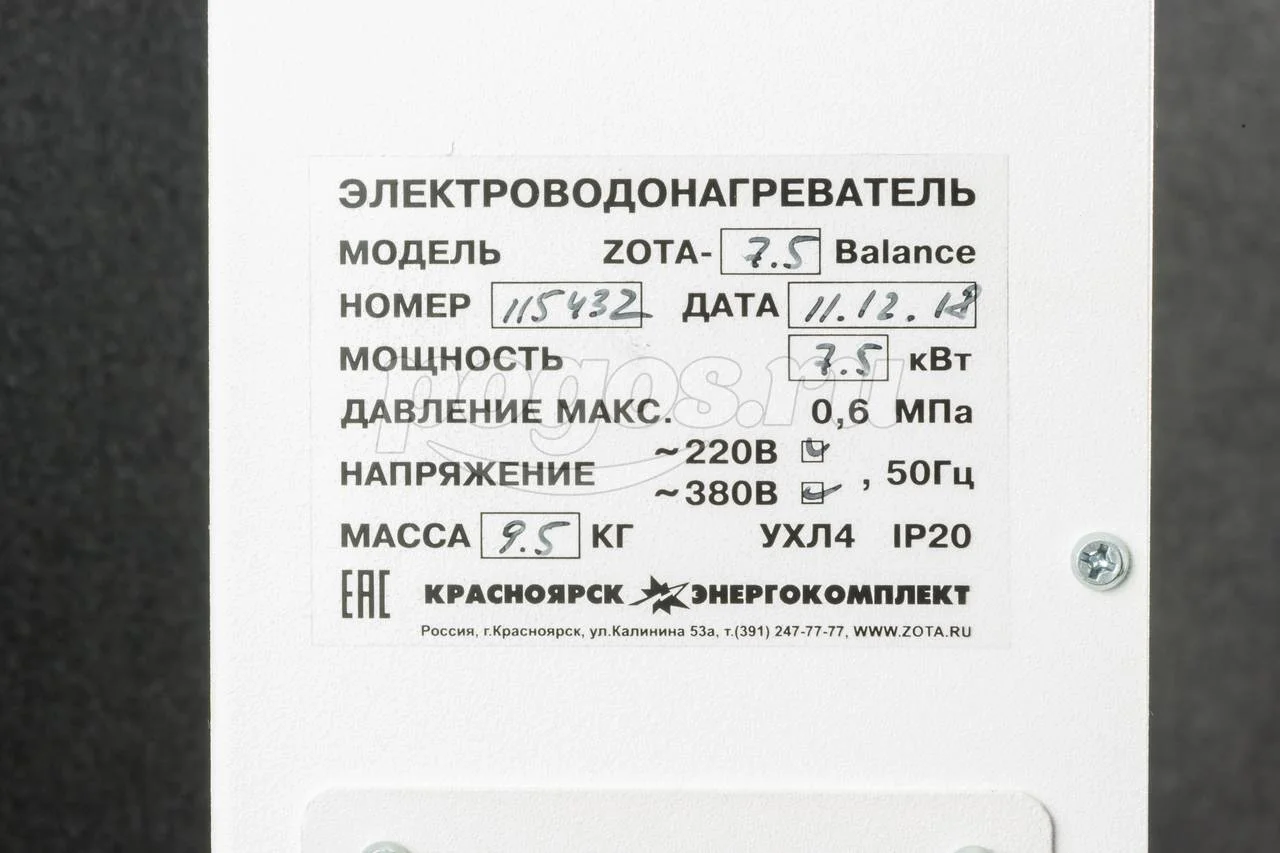 ЭЛЕКТРОВОДОНАГРЕВАТЕЛЬ
МОДЕЛЬ ZOTA- 7.5 Balance
НОМЕР 115432 ДАТА 11.12.18
МОЩНОСТЬ 7.5 кВт
pogos.ru
ДАВЛЕНИЕ МАКС. 0,6 МПа
НАПРЯЖЕНИЕ ~220В ~380В , 50Гц
МАССА 9.5 КГ УХЛ4 IP20
ЕАС КРАСНОЯРСК ЭНЕРГОКОМПЛЕКТ
Россия, г.Красноярск, ул.Калинина 53а, т.(391) 247-77-77, WWW.ZOTA.RU